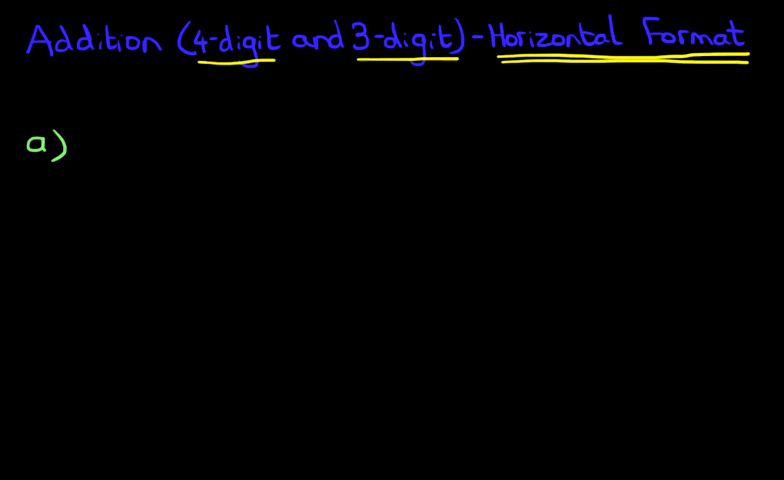 Addition (4-digit and 3-digit) - Horizontal Format
a)